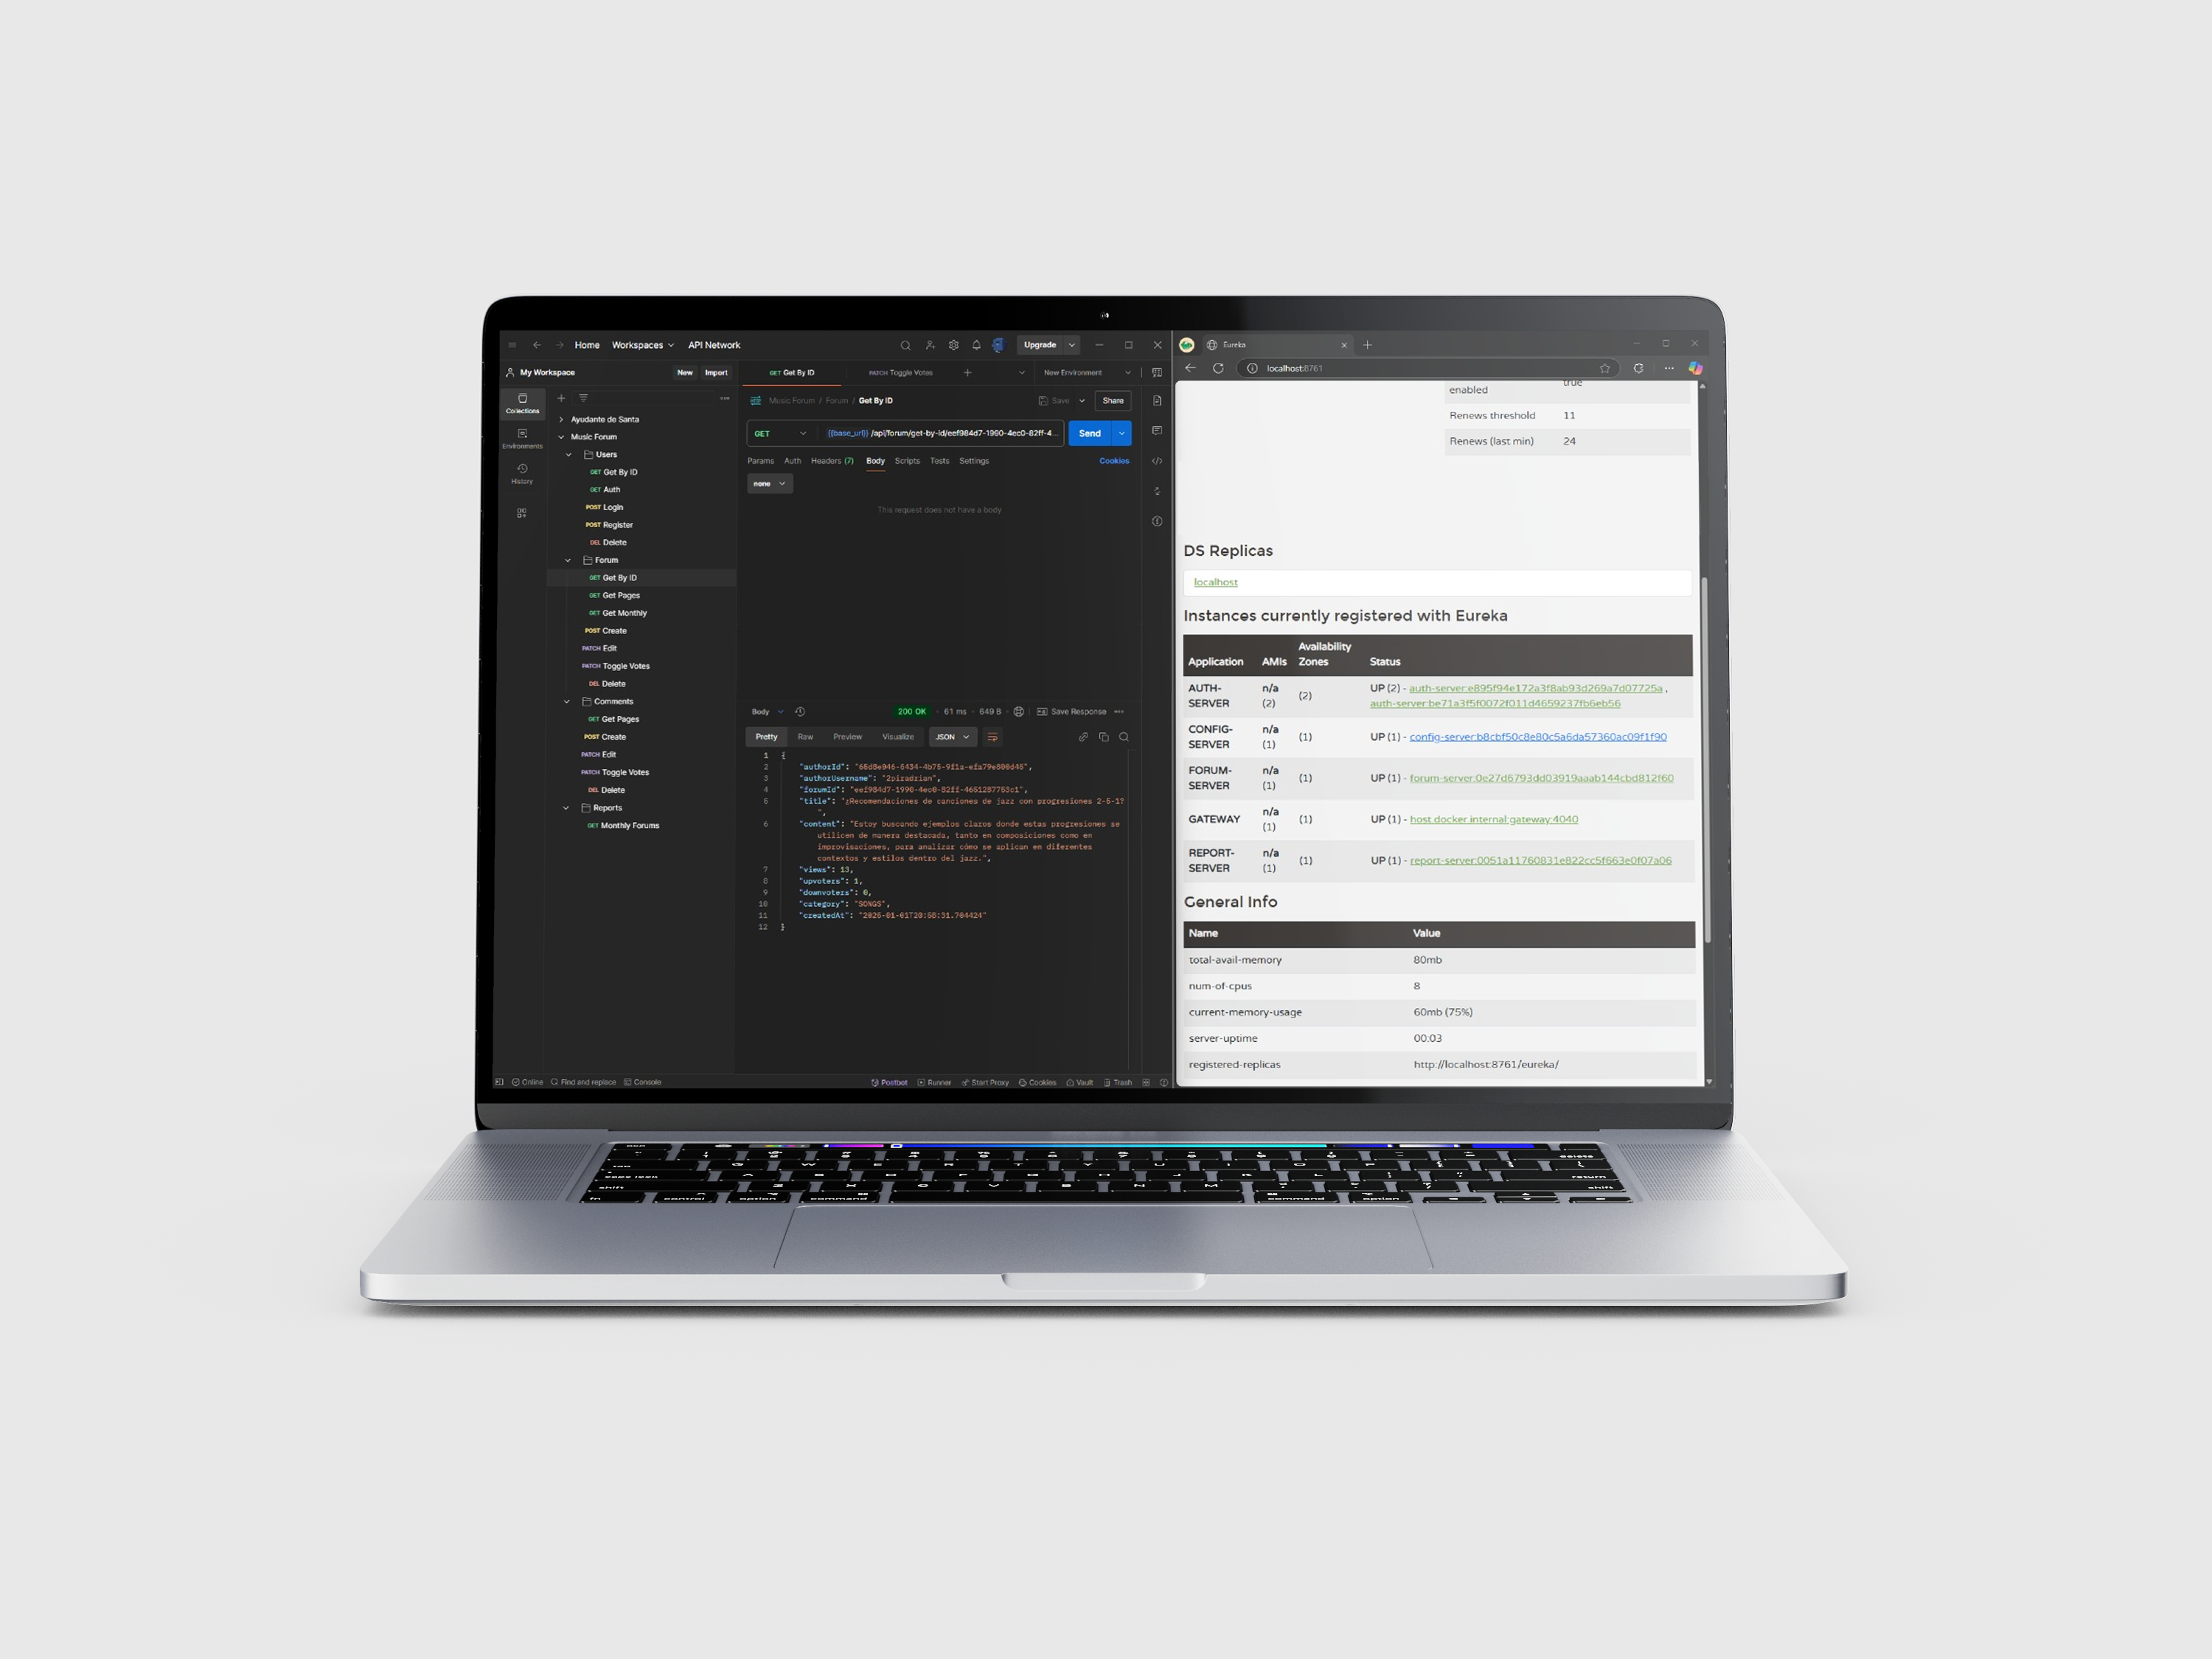 Home Workspaces API Network Upgrade
My Workspace New Import
GET Get By ID PATCH Toggle Votes New Environment
Collections
Environments
History
Ayudante de Santa
Music Forum
Users
GET Get By ID
GET Auth
POST Login
POST Register
DEL Delete
Forum
GET Get By ID
GET Get Pages
GET Get Monthly
POST Create
PATCH Edit
PATCH Toggle Votes
DEL Delete
Comments
GET Get Pages
POST Create
PATCH Edit
PATCH Toggle Votes
DEL Delete
Reports
GET Monthly Forums
Music Forum / Forum / Get By ID Save Share
GET {{base_url}} /api/forum/get-by-id/eef984d7-1990-4ec0-82ff-4... Send
Params Auth Headers (7) Body Scripts Tests Settings Cookies
none
This request does not have a body
Body 200 OK 61 ms 649 B Save Response
Pretty Raw Preview Visualize JSON
1 {
2 "authorId":
3 "authorUsername": "2pizadrian",
4 "forumId": "eef984d7-1990-4ec0-82ff-4651287753c1",
5 "title": "¿Recomendaciones de canciones de jazz con progresiones 2-5-1?
",
6 "content": "Estoy buscando ejemplos claros donde estas progresiones se
utilicen de manera destacada, tanto en composiciones como en
improvisaciones, para analizar cómo se aplican en diferentes
contextos y estilos dentro del jazz.",
7 "views": 13,
8 "upvoters": 1,
9 "downvoters": 0,
10 "category": "SONGS",
11 "createdAt":
12 }
Online Find and replace Console Postbot Runner Start Proxy Cookies Vault Trash
Eureka
localhost:8761
enabled true
Renews threshold 11
Renews (last min) 24
DS Replicas
localhost
Instances currently registered with Eureka
Application AMIs Availability Zones Status
AUTH-SERVER n/a (2) (2) UP (2) - auth-server:e895f94e172a3f8ab93d269a7d07725a ,
auth-server:be71a3f5f0072f011d4659237fb6eb56
CONFIG-SERVER n/a (1) (1) UP (1) - config-server:b8cbf50c8e80c5a6da57360ac09f1f90
FORUM-SERVER n/a (1) (1) UP (1) - forum-server:0e27d6793dd03919aaab144cbd812f60
GATEWAY n/a (1) (1) UP (1) - host.docker.internal:gateway:4040
REPORT-SERVER n/a (1) (1) UP (1) - report-server:0051a11760831e822cc5f663e0f07a06
General Info
Name Value
total-avail-memory 80mb
num-of-cpus 8
current-memory-usage 60mb (75%)
server-uptime 00:03
registered-replicas http://localhost:8761/eureka/
delete
return
shift shift
fn control option command command option